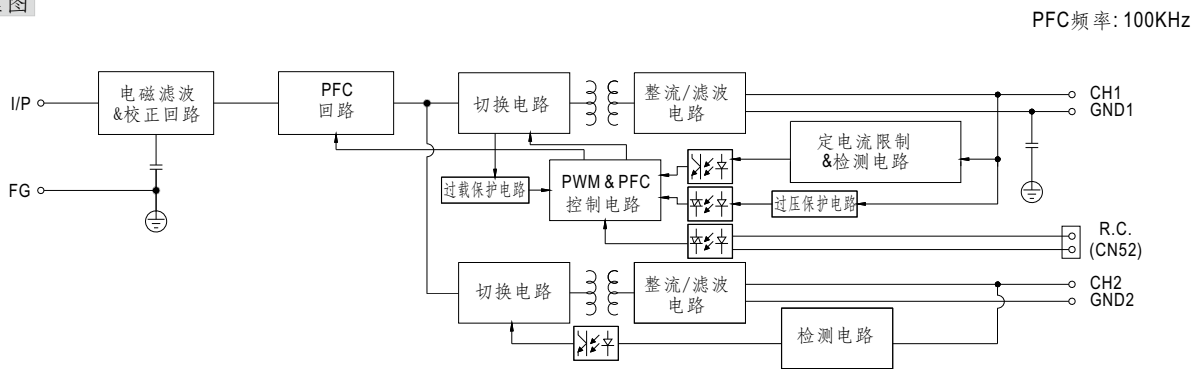 PFC频率: 100KHz
I/P
电磁滤波
&校正回路
PFC
回路
切换电路
整流/滤波
电路
CH1
GND1
定电流限制
&检测电路
FG
过载保护电路
PWM & PFC
控制电路
过压保护电路
R.C.
(CN52)
切换电路
整流/滤波
电路
CH2
GND2
检测电路